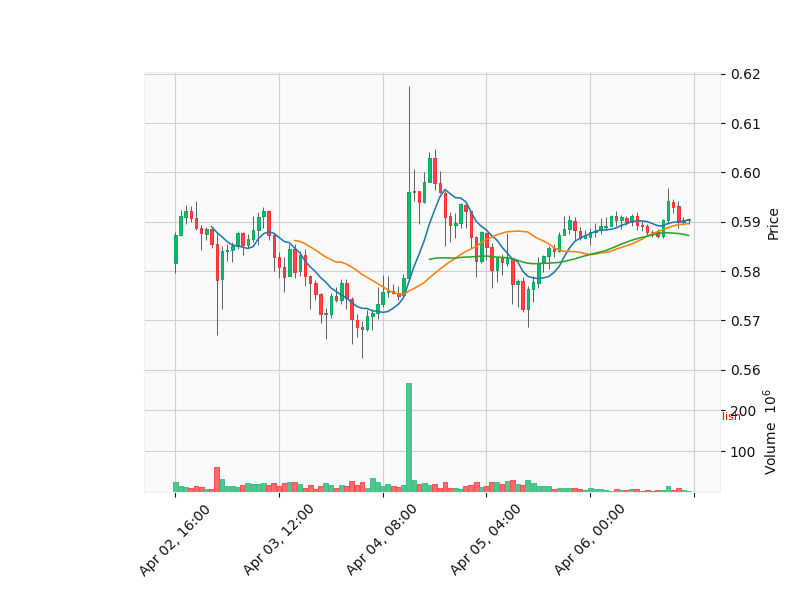 0.62
0.61
0.60
0.59
0.58
0.57
0.56
Price
200
100
Volume 10^6
lish
Apr 02, 16:00
Apr 03, 12:00
Apr 04, 08:00
Apr 05, 04:00
Apr 06, 00:00